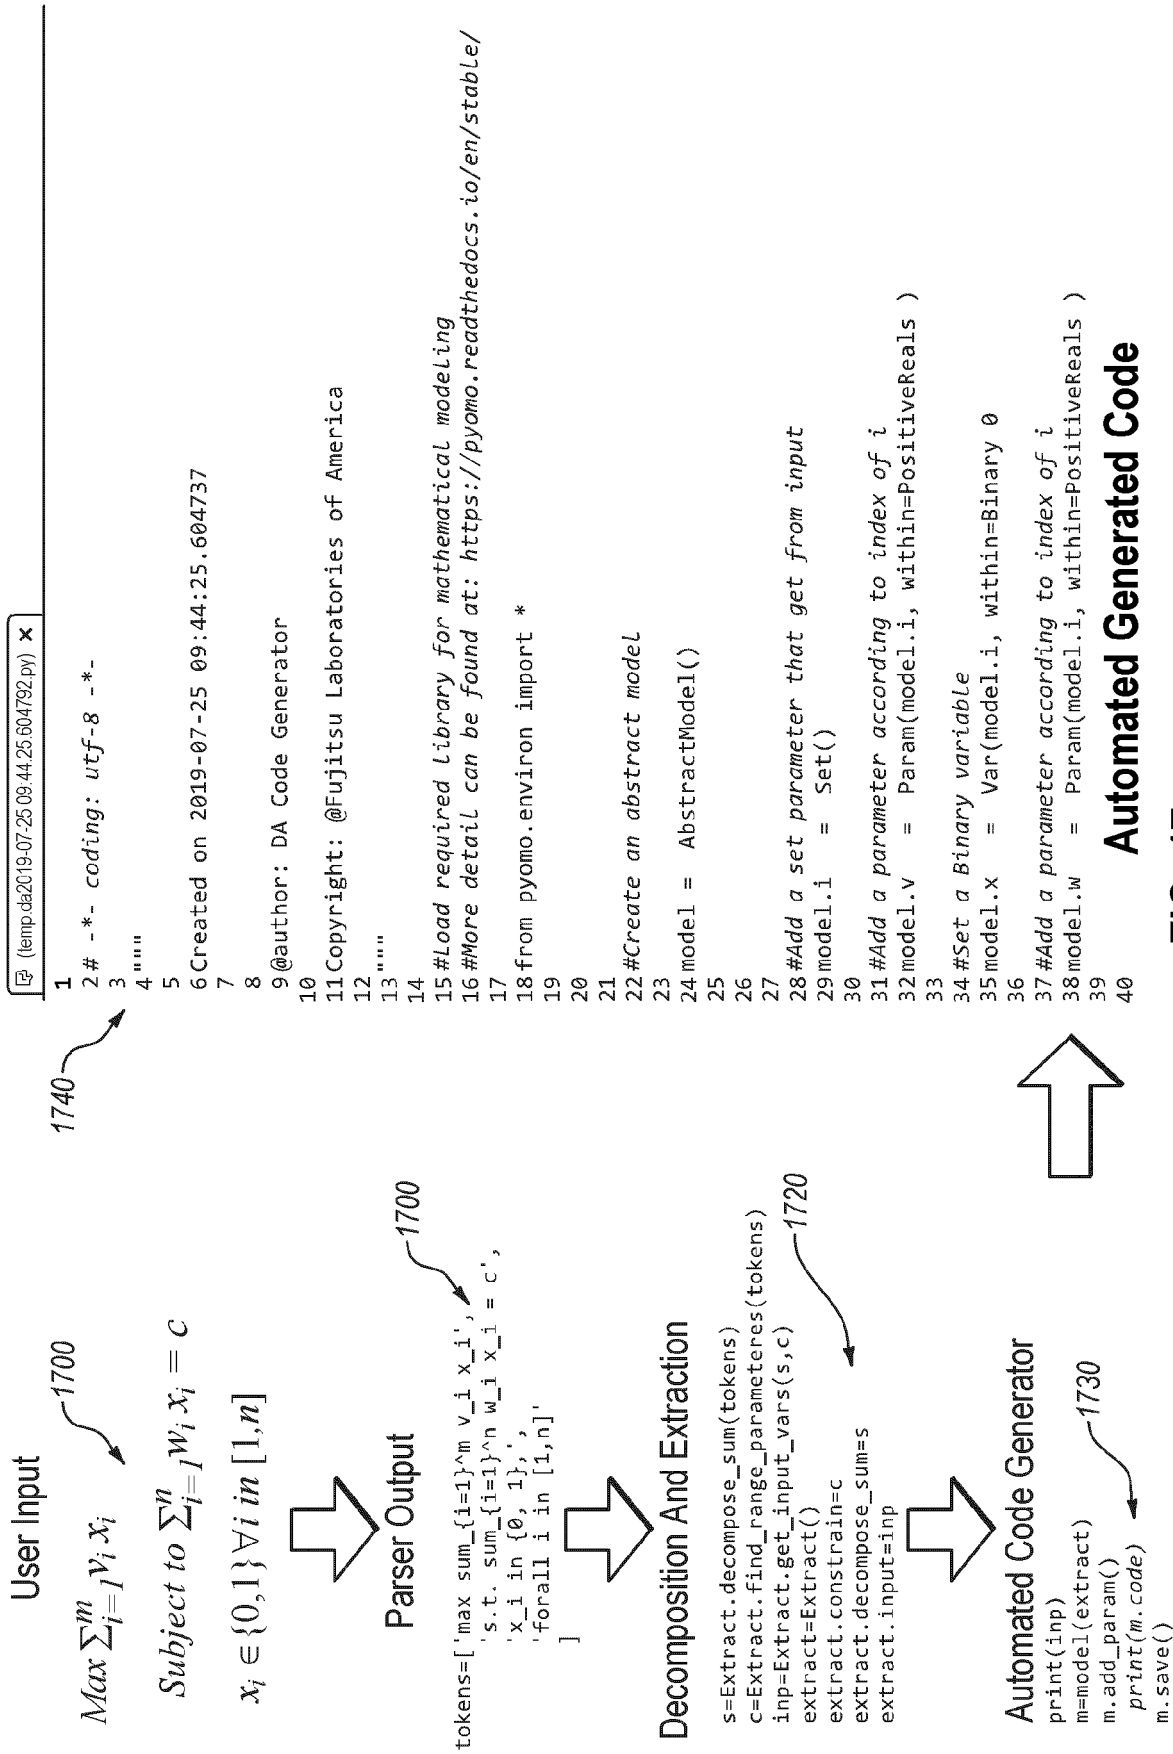 User Input
Max ∑_{i=1}^{m} v_i x_i
1700
Subject to ∑_{i=1}^{n} w_i x_i = c
x_i ∈ {0,1} ∀ i in [1,n]
Parser Output
1700
tokens=['max sum_{i=1}^m v_i x_i',
's.t. sum_{i=1}^n w_i x_i = c',
'x_i in {0, 1},',
'forall i in [1,n]'
]
Decomposition And Extraction
s=Extract.decompose_sum(tokens)
c=Extract.find_range_parameteres(tokens)
inp=Extract.get_input_vars(s,c)
extract=Extract()
extract.constrain=c
extract.decompose_sum=s
extract.input=inp
1720
Automated Code Generator
print(inp)
m=model(extract)
m.add_param()
print(m.code)
m.save()
1730
1740
(temp.da2019-07-25 09.44.25.604792.py) ×
1
2 # -*- coding: utf-8 -*-
3
4 """
5
6 Created on 2019-07-25 09:44:25.604737
7
8
9 @author: DA Code Generator
10
11 Copyright: @Fujitsu Laboratories of America
12
13 """
14
15 #Load required library for mathematical modeling
16 #More detail can be found at: https://pyomo.readthedocs.io/en/stable/
17
18 from pyomo.environ import *
19
20
21
22 #Create an abstract model
23
24 model = AbstractModel()
25
26
27
28 #Add a set parameter that get from input
29 model.i = Set()
30
31 #Add a parameter according to index of i
32 model.v = Param(model.i, within=PositiveReals )
33
34 #Set a Binary variable
35 model.x = Var(model.i, within=Binary 0
36
37 #Add a parameter according to index of i
38 model.w = Param(model.i, within=PositiveReals )
39
40
Automated Generated Code